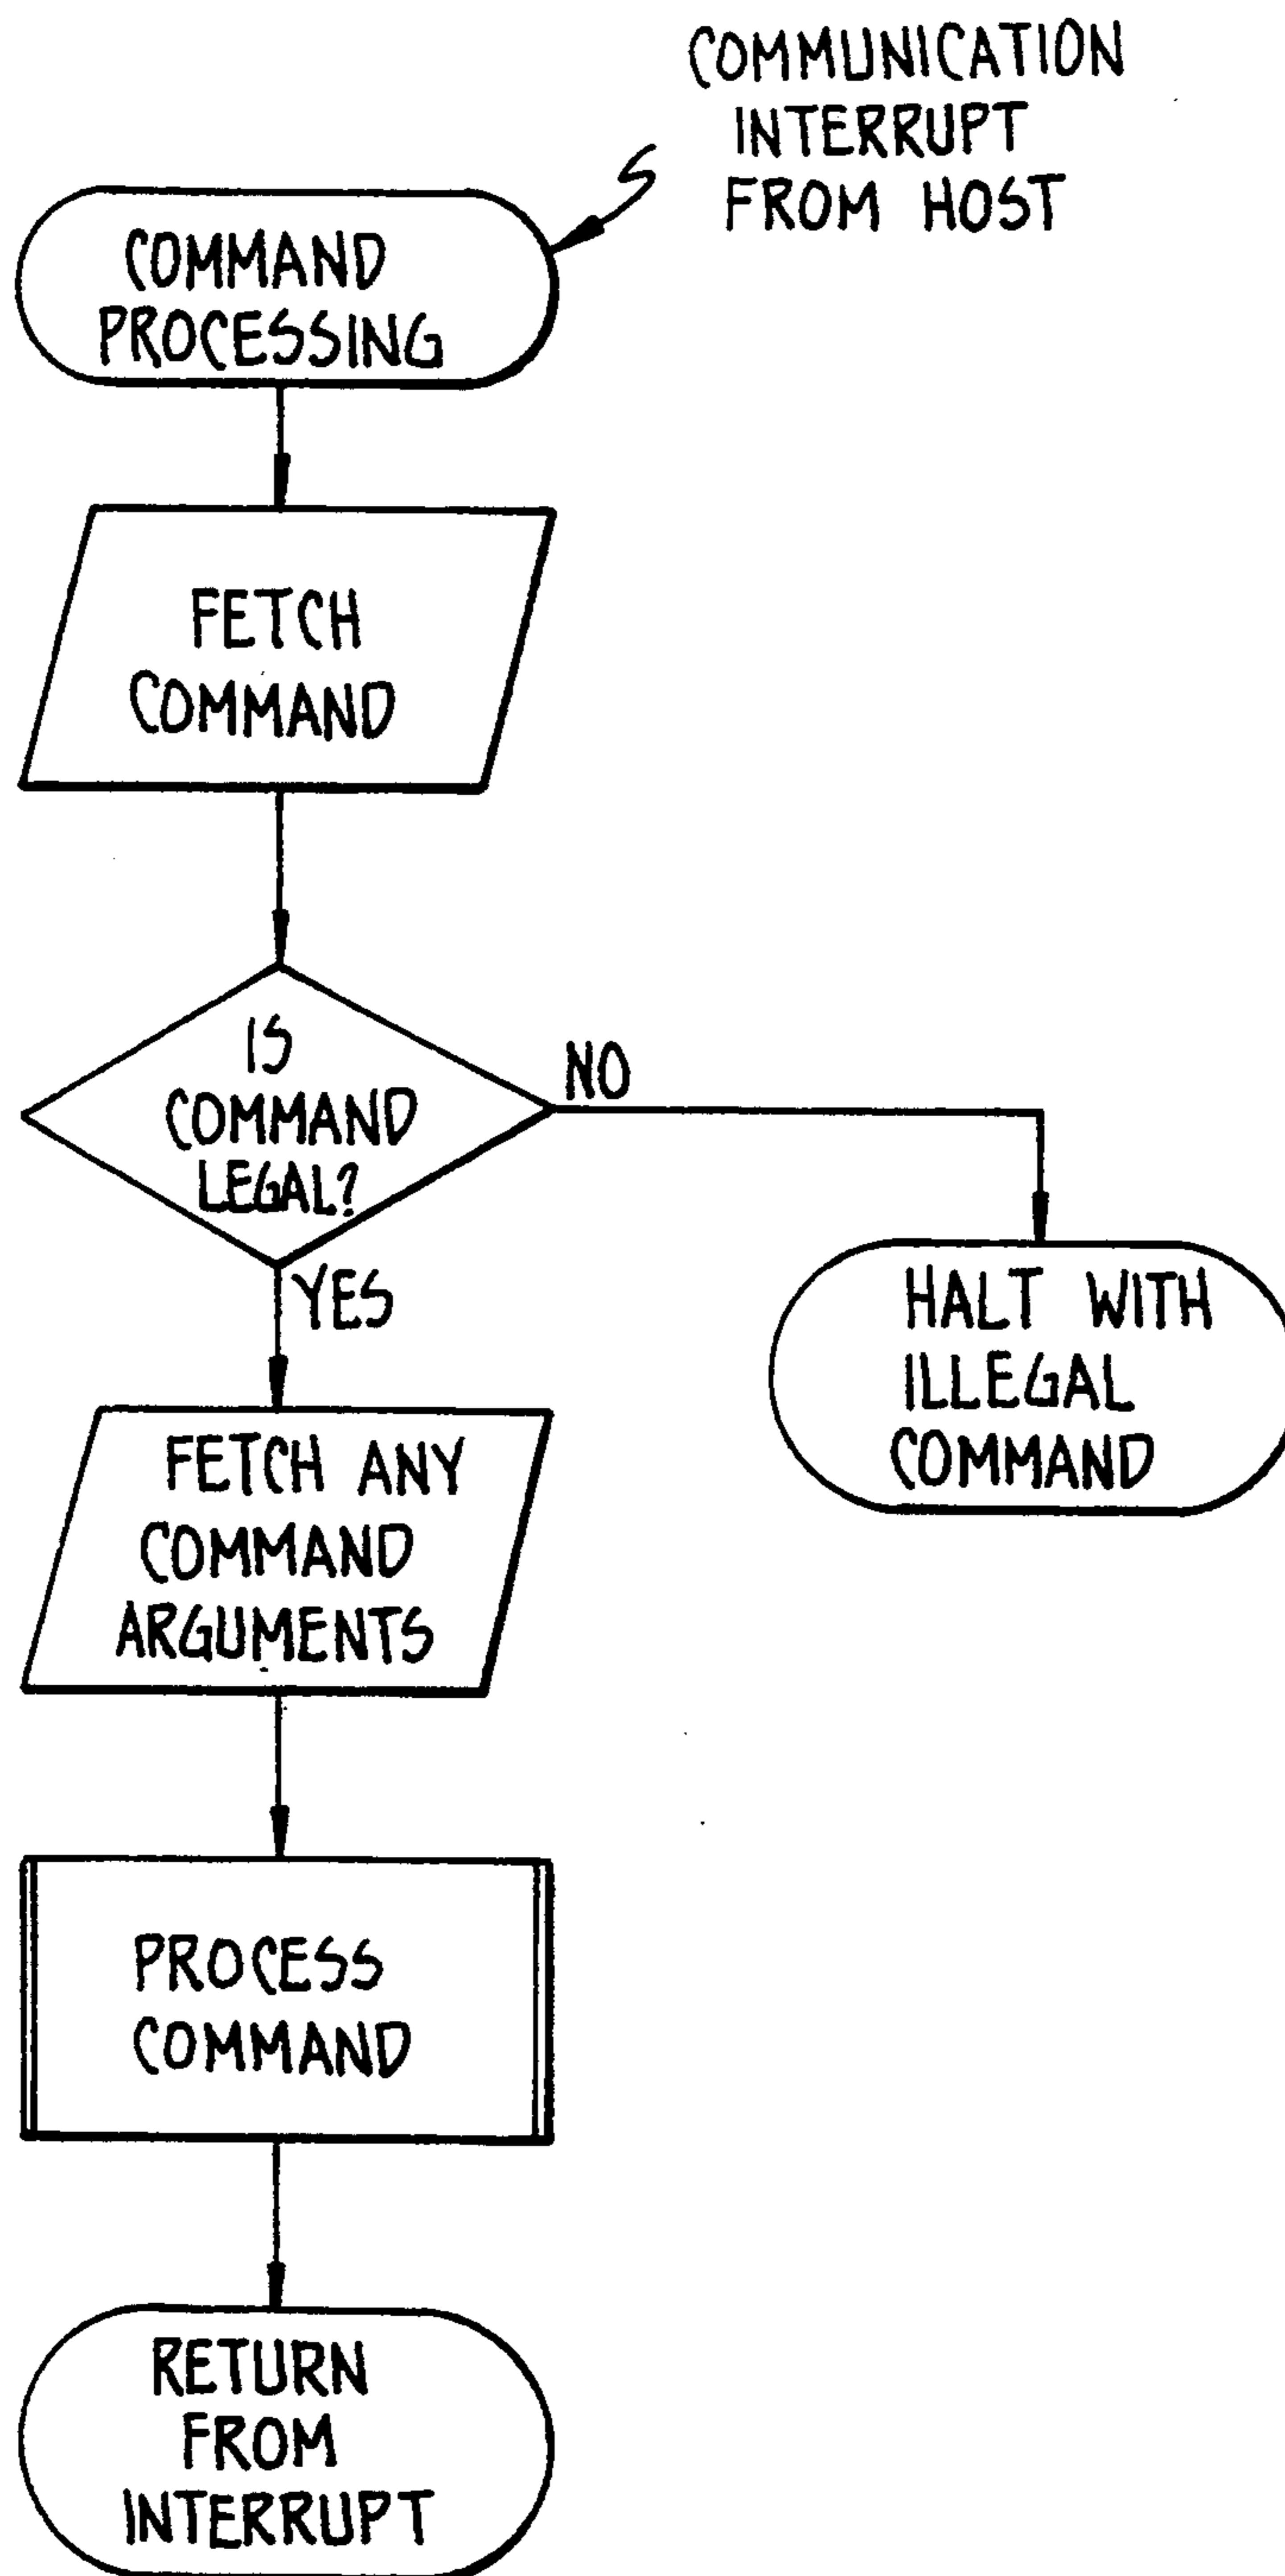 COMMUNICATION
INTERRUPT
FROM HOST
COMMAND
PROCESSING
FETCH
COMMAND
IS
COMMAND
LEGAL?
NO
YES
HALT WITH
ILLEGAL
COMMAND
FETCH ANY
COMMAND
ARGUMENTS
PROCESS
COMMAND
RETURN
FROM
INTERRUPT